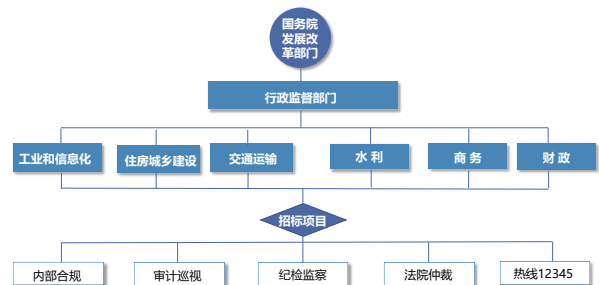 国务院
发展改
革部门
行政监督部门
工业和信息化
住房城乡建设
交通运输
水 利
商 务
财 政
招标项目
内部合规
审计巡视
纪检监察
法院仲裁
热线12345